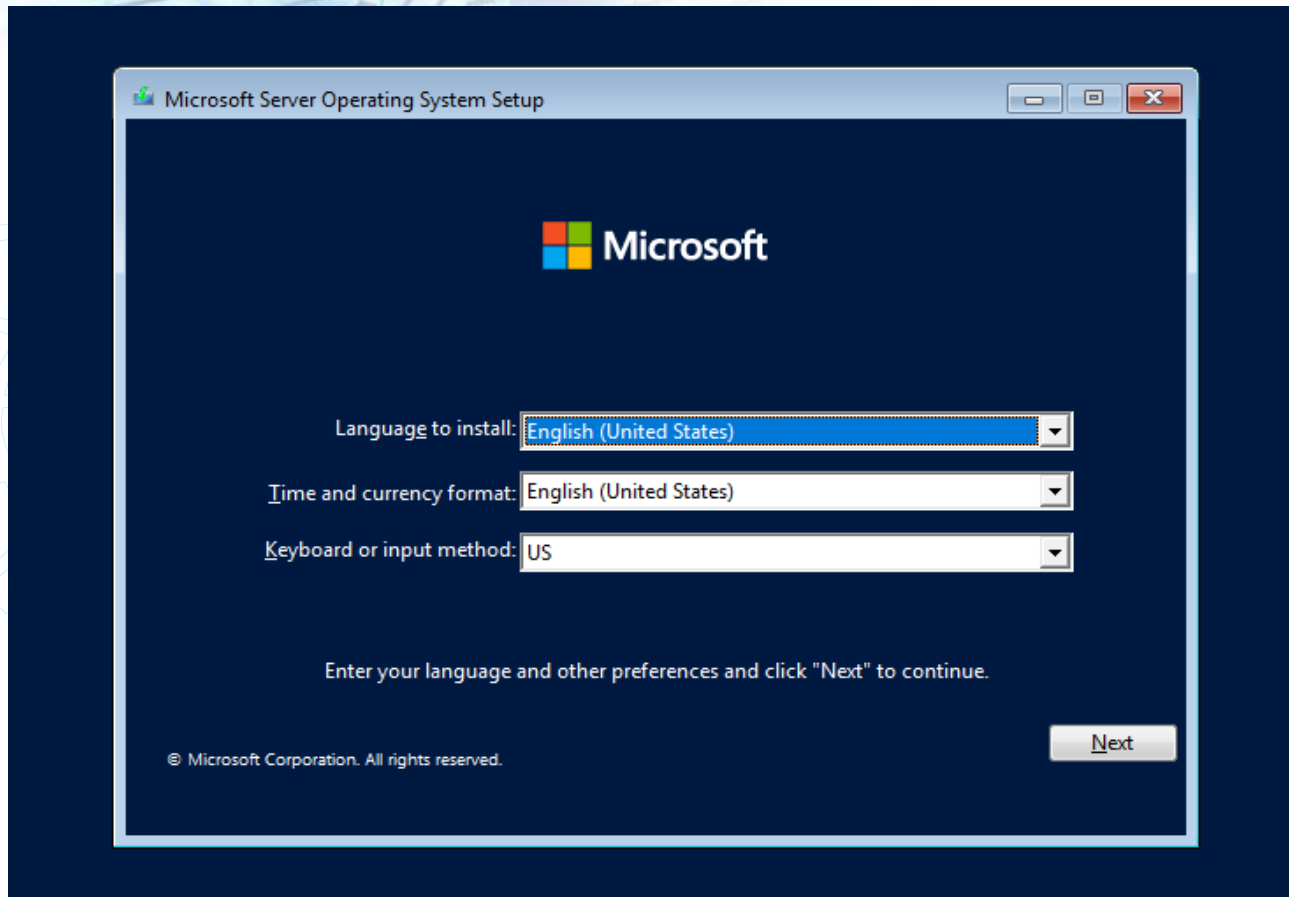 Microsoft Server Operating System Setup
Microsoft
Language to install: English (United States)
Time and currency format: English (United States)
Keyboard or input method: US
Enter your language and other preferences and click "Next" to continue.
Next
© Microsoft Corporation. All rights reserved.